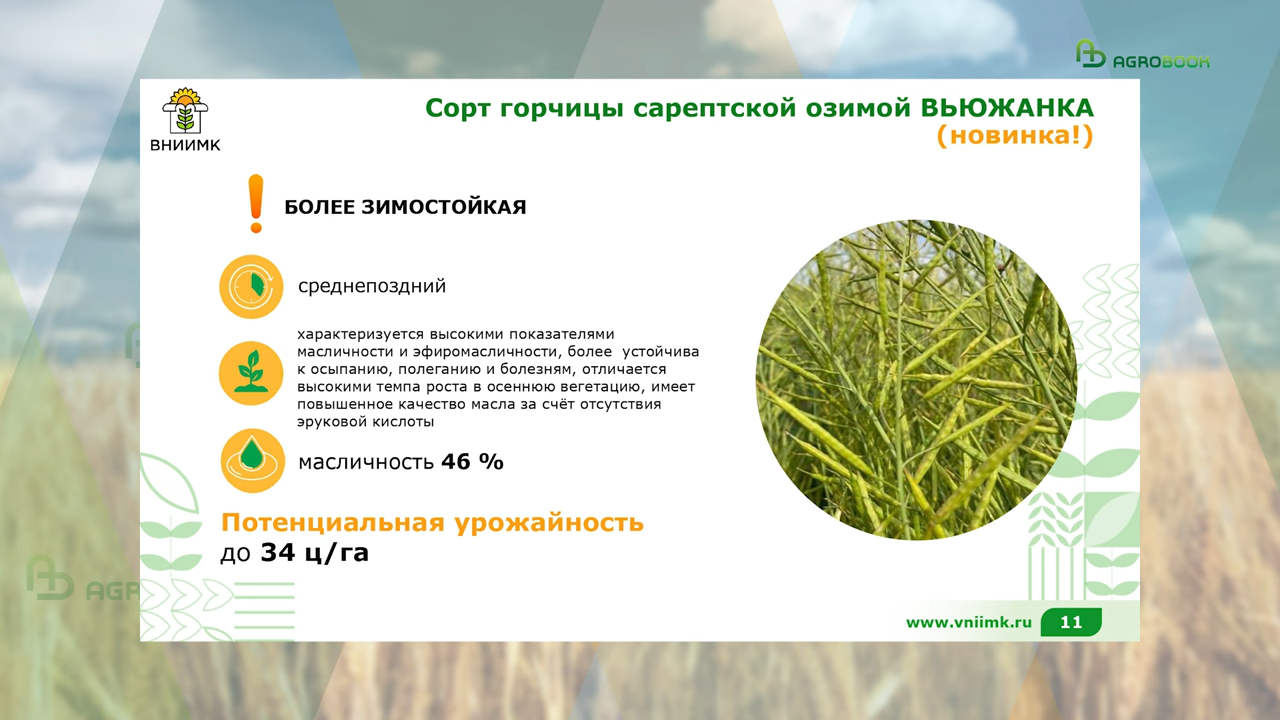 AGROBOOK
ВНИИМК
Сорт горчицы сарептской озимой ВЬЮЖАНКА
(новинка!)
БОЛЕЕ ЗИМОСТОЙКАЯ
среднепоздний
характеризуется высокими показателями
масличности и эфиромасличности, более устойчива
к осыпанию, полеганию и болезням, отличается
высокими темпа роста в осеннюю вегетацию, имеет
повышенное качество масла за счёт отсутствия
эруковой кислоты
масличность 46 %
Потенциальная урожайность
до 34 ц/га
AGR
www.vniimk.ru 11